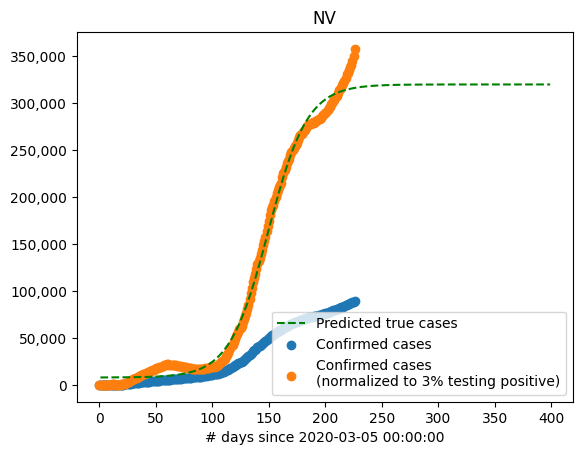 NV
350,000
300,000
250,000
200,000
150,000
100,000
50,000
0
Predicted true cases
Confirmed cases
Confirmed cases
(normalized to 3% testing positive)
0 50 100 150 200 250 300 350 400
# days since 2020-03-05 00:00:00